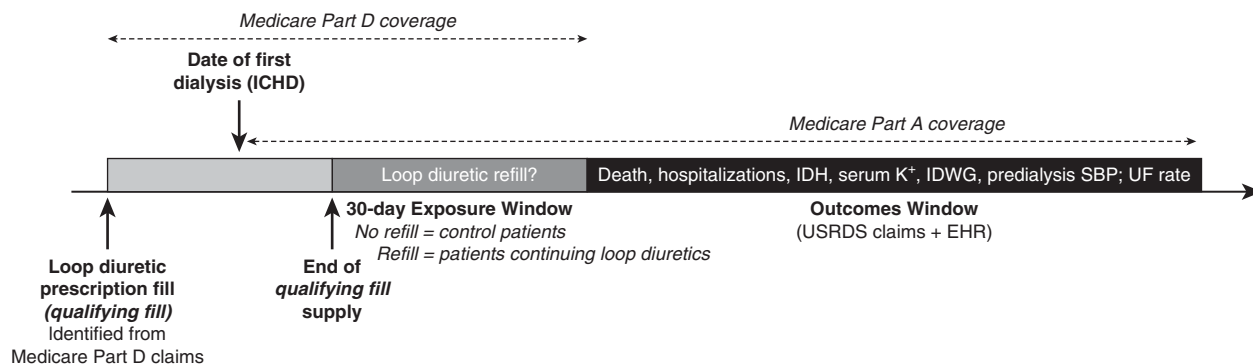 Medicare Part D coverage
Date of first
dialysis (ICHD)
Medicare Part A coverage
Loop diuretic refill?
Death, hospitalizations, IDH, serum K⁺, IDWG, predialysis SBP; UF rate
30-day Exposure Window
No refill = control patients
Refill = patients continuing loop diuretics
Outcomes Window
(USRDS claims + EHR)
Loop diuretic
prescription fill
(qualifying fill)
Identified from
Medicare Part D claims
End of
qualifying fill
supply